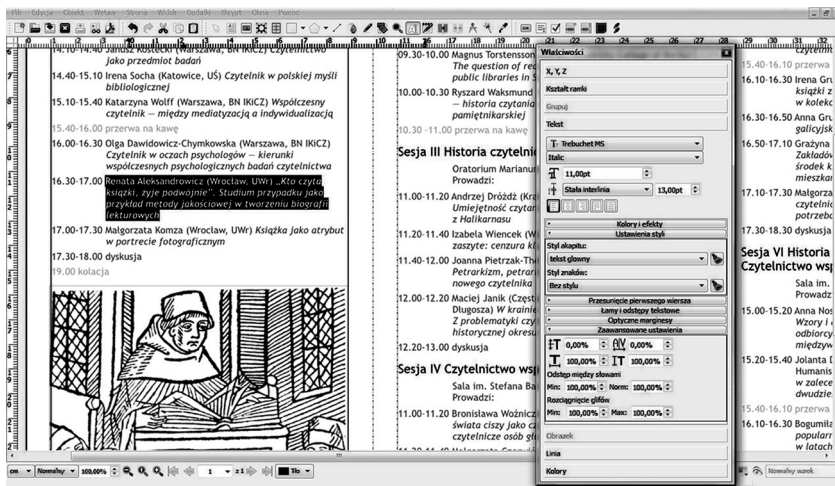 Plik Edycja Obiekt Wstaw Strona Widok Dodatki Skrypt Okna Pomoc
14.10-14.40 Janusz Kostecki (Warszawa, BN IKiCZ) Czytelnictwo
jako przedmiot badań
14.40-15.10 Irena Socha (Katowice, UŚ) Czytelnik w polskiej myśli
bibliologicznej
15.10-15.40 Katarzyna Wolff (Warszawa, BN IKiCZ) Współczesny
czytelnik — między mediatyzacją a indywidualizacją
15.40-16.00 przerwa na kawę
16.00-16.30 Olga Dawidowicz-Chymkowska (Warszawa, BN IKiCZ)
Czytelnik w oczach psychologów — kierunki
współczesnych psychologicznych badań czytelnictwa
16.30-17.00 Renata Aleksandrowicz (Wrocław, UWr) „Kto czyta
książki, żyje podwójnie". Studium przypadku jako
przykład metody jakościowej w tworzeniu biografii
lekturowych
17.00-17.30 Małgorzata Komza (Wrocław, UWr) Książka jako atrybut
w portrecie fotograficznym
17.30-18.00 dyskusja
19.00 kolacja
09.30-10.00 Magnus Torstensson
The question of rea
public libraries in S
10.00-10.30 Ryszard Waksmund
— historia czytania
pamiętnikarskiej
10.30 -11.00 przerwa na kawę
Sesja III Historia czytelni
Oratorium Marianum
Prowadzi:
11.00-11.20 Andrzej Dróżdż (Kra
Umiejętność czytan
z Halikarnasu
11.20-11.40 Izabela Wiencek (W
zaszyte: cenzura k
11.40-12.00 Joanna Pietrzak-Th
Petrarkizm, petrar
nowego czytelnika
12.00-12.20 Maciej Janik (Często
Długosza) W krainie
Z problematyki czy
historycznej okresu
12.20-13.00 dyskusja
Sesja IV Czytelnictwo wsp
Sala im. Stefana Ba
Prowadzi:
11.00-11.20 Bronisława Woźnicz
świata ciszy jako cz
czytelnicze osób gł
Właściwości
X, Y, Z
Kształt ramki
Grupuj
Tekst
Trebuchet MS
Italic
11,00pt
Stała interlinia 13,00pt
Kolory i efekty
Ustawienia styli
Styl akapitu:
tekst glowny
Styl znaków:
Bez stylu
Przesunięcie pierwszego wiersza
Łamy i odstępy tekstowe
Optyczne marginesy
Zaawansowane ustawienia
0,00% 0,00%
100,00% 100,00%
Odstęp między słowami
Min: 100,00% Norm: 100,00%
Rozciągnięcie glifów
Min: 100,00% Max: 100,00%
Obrazek
Linia
Kolory
15.40-16.10 przerwa
16.10-16.30 Irena
książki z
w kolekc
16.30-16.50 Anna
galicyjsk
16.50-17.10 Grażyna
Zakładó
środek k
mieszkar
17.10-17.30 Małgorza
czytelnic
potrzeb
17.30-18.30 dyskusja
Sesja VI Historia
Czytelnictwo wsp
Sala im.
Prowadz
15.00-15.20 Anna Nos
Wzory i
odbiorcy
międzyw
15.20-15.40 Jolanta D
Humanis
w zalece
dwudzie
15.40-16.10 przerwa
16.10-16.30 Bogumiła
popularn
w latach
cm Normalny 100,00% 1 z 1 Tło Normalny wzrok